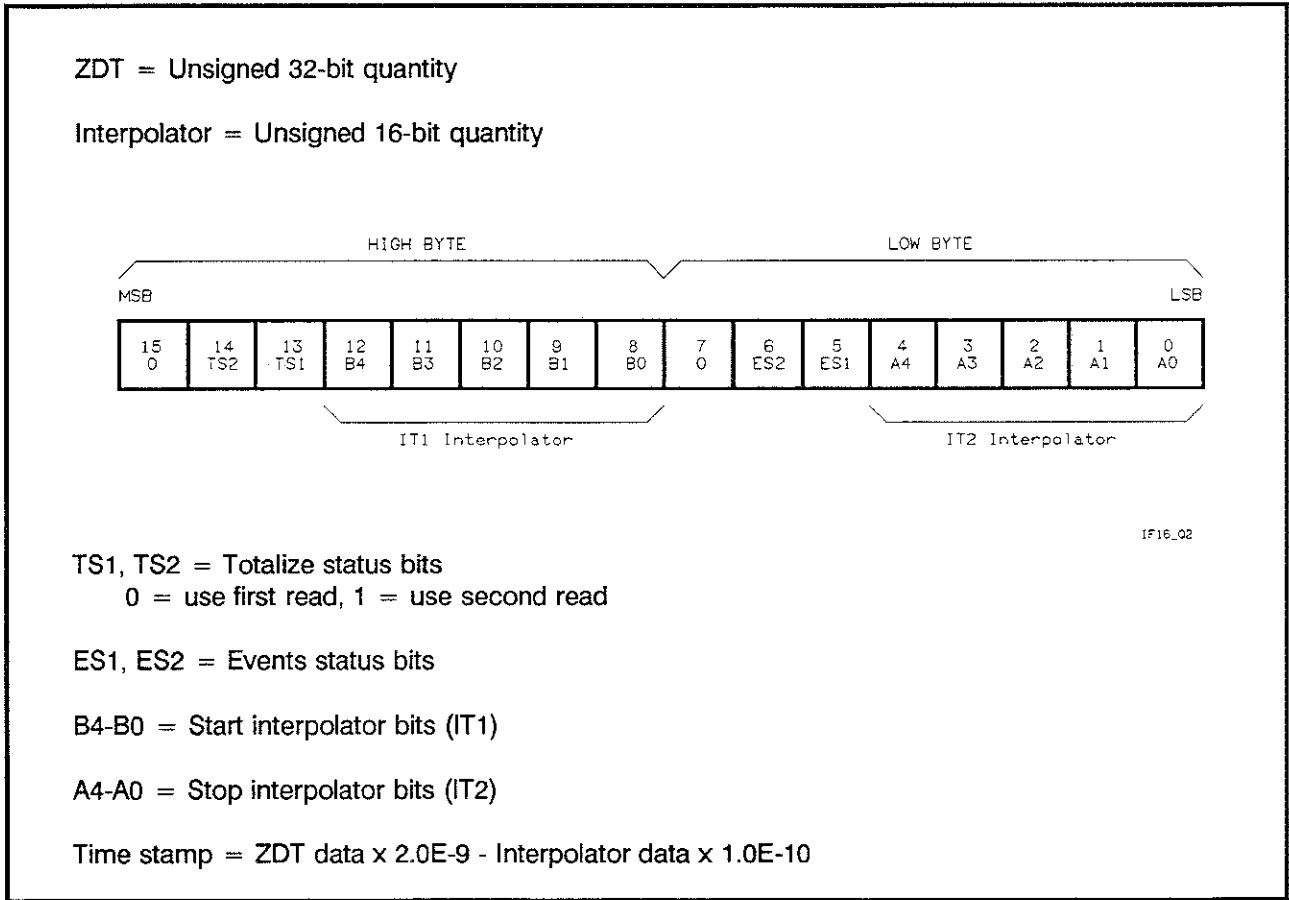 ZDT = Unsigned 32-bit quantity
Interpolator = Unsigned 16-bit quantity
HIGH BYTE LOW BYTE
MSB LSB
15 14 13 12 11 10 9 8 7 6 5 4 3 2 1 0
0 TS2 TS1 B4 B3 B2 B1 B0 0 ES2 ES1 A4 A3 A2 A1 A0
IT1 Interpolator IT2 Interpolator
IF16_02
TS1, TS2 = Totalize status bits
0 = use first read, 1 = use second read
ES1, ES2 = Events status bits
B4-B0 = Start interpolator bits (IT1)
A4-A0 = Stop interpolator bits (IT2)
Time stamp = ZDT data x 2.0E-9 - Interpolator data x 1.0E-10